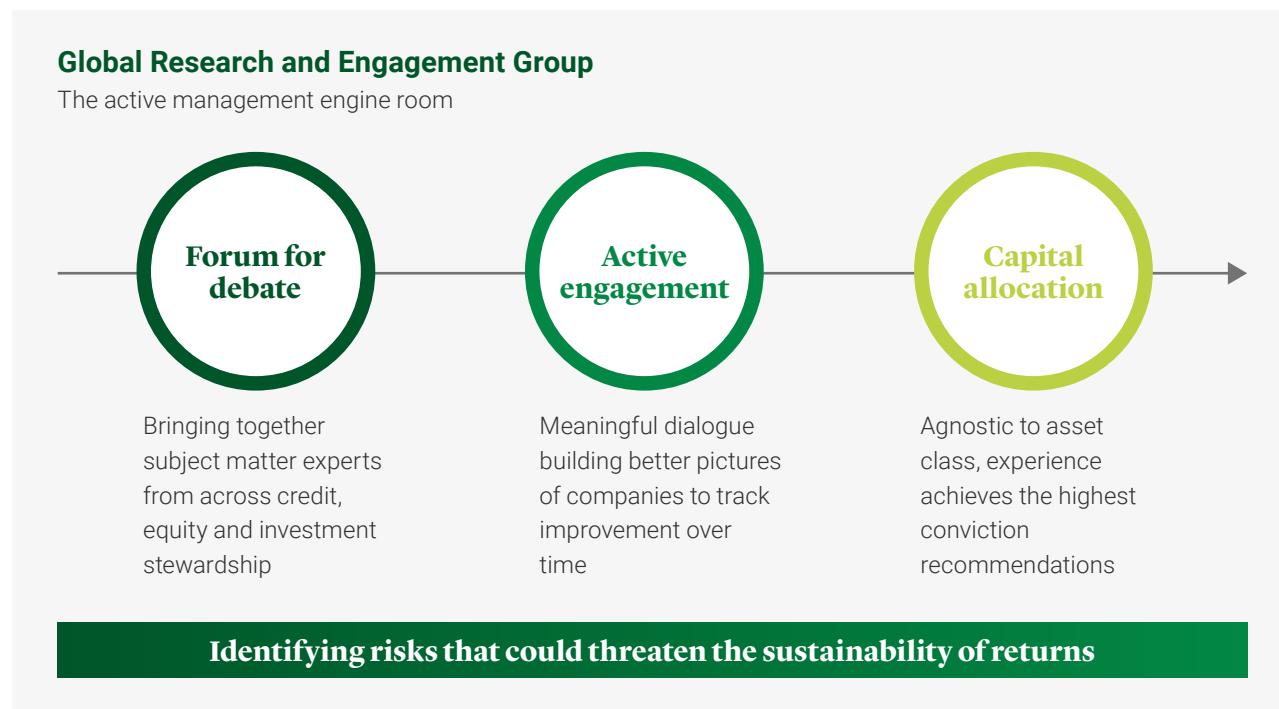 Global Research and Engagement Group
The active management engine room
Forum for
debate
Active
engagement
Capital
allocation
Bringing together
subject matter experts
from across credit,
equity and investment
stewardship
Meaningful dialogue
building better pictures
of companies to track
improvement over
time
Agnostic to asset
class, experience
achieves the highest
conviction
recommendations
Identifying risks that could threaten the sustainability of returns